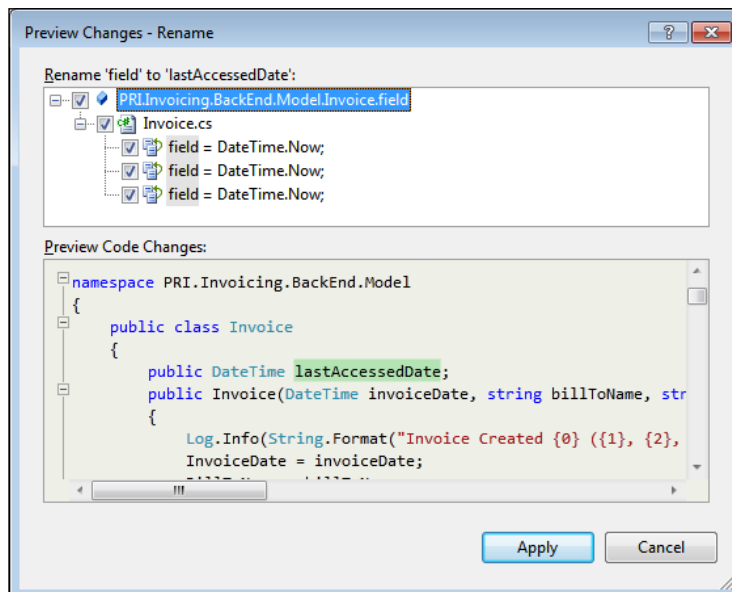 Preview Changes - Rename
Rename 'field' to 'lastAccessedDate':
PRI.Invoicing.BackEnd.Model.Invoice.field
Invoice.cs
field = DateTime.Now;
field = DateTime.Now;
field = DateTime.Now;
Preview Code Changes:
namespace PRI.Invoicing.BackEnd.Model
{
public class Invoice
{
public DateTime lastAccessedDate;
public Invoice(DateTime invoiceDate, string billToName, str
{
Log.Info(String.Format("Invoice Created {0} ({1}, {2},
InvoiceDate = invoiceDate;
Apply Cancel